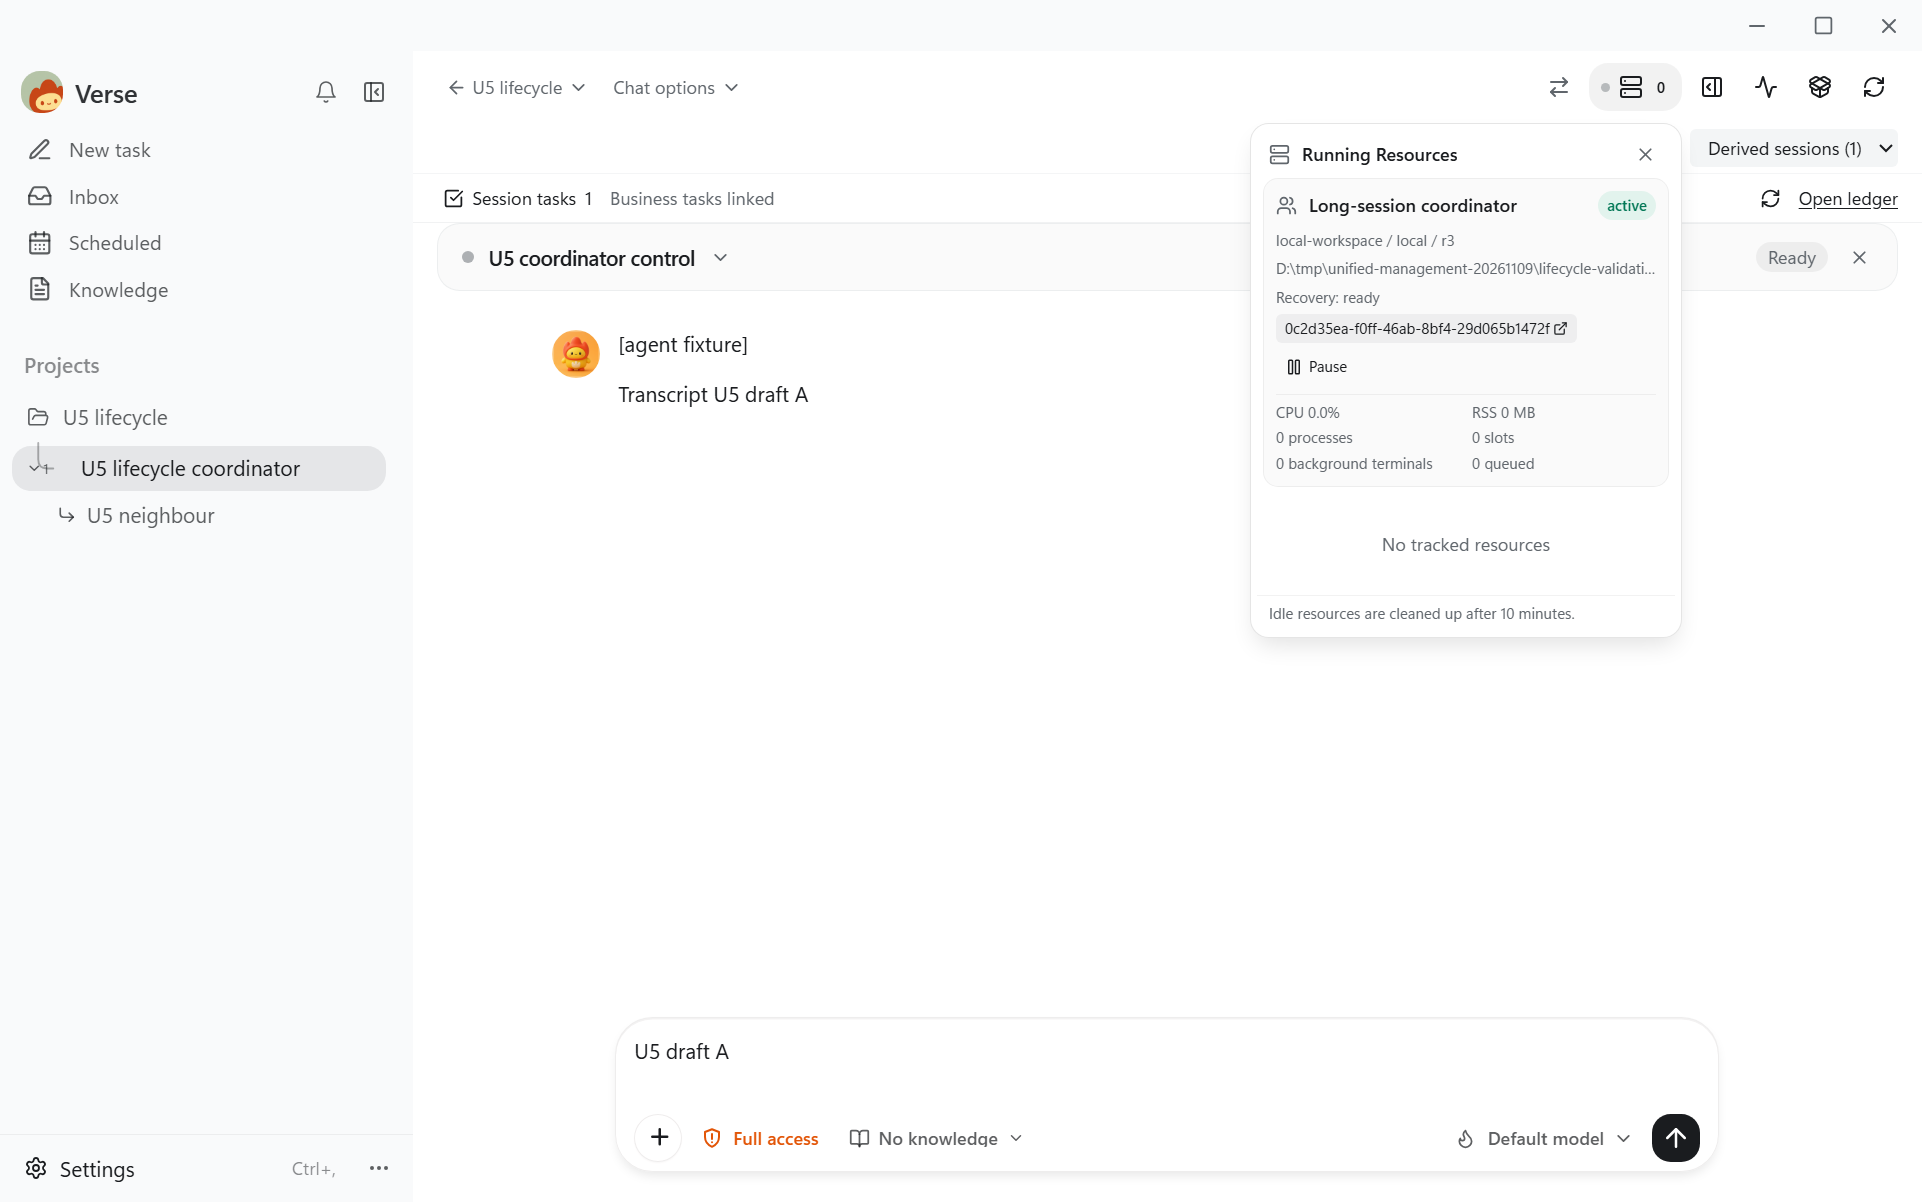 Verse
New task
Inbox
Scheduled
Knowledge
Projects
U5 lifecycle
1 U5 lifecycle coordinator
U5 neighbour
Settings Ctrl+,
U5 lifecycle Chat options
0
Derived sessions (1)
Session tasks 1 Business tasks linked
Open ledger
U5 coordinator control
Ready
[agent fixture]
Transcript U5 draft A
Running Resources
Long-session coordinator active
local-workspace / local / r3
D:\tmp\unified-management-20261109\lifecycle-validati...
Recovery: ready
0c2d35ea-f0ff-46ab-8bf4-29d065b1472f
Pause
CPU 0.0% RSS 0 MB
0 processes 0 slots
0 background terminals 0 queued
No tracked resources
Idle resources are cleaned up after 10 minutes.
U5 draft A
Full access No knowledge Default model